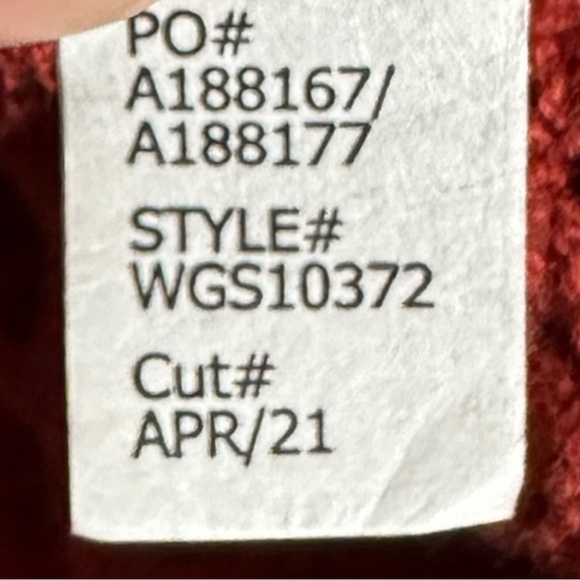 PO#
A188167/
A188177
STYLE#
WGS10372
Cut#
APR/21